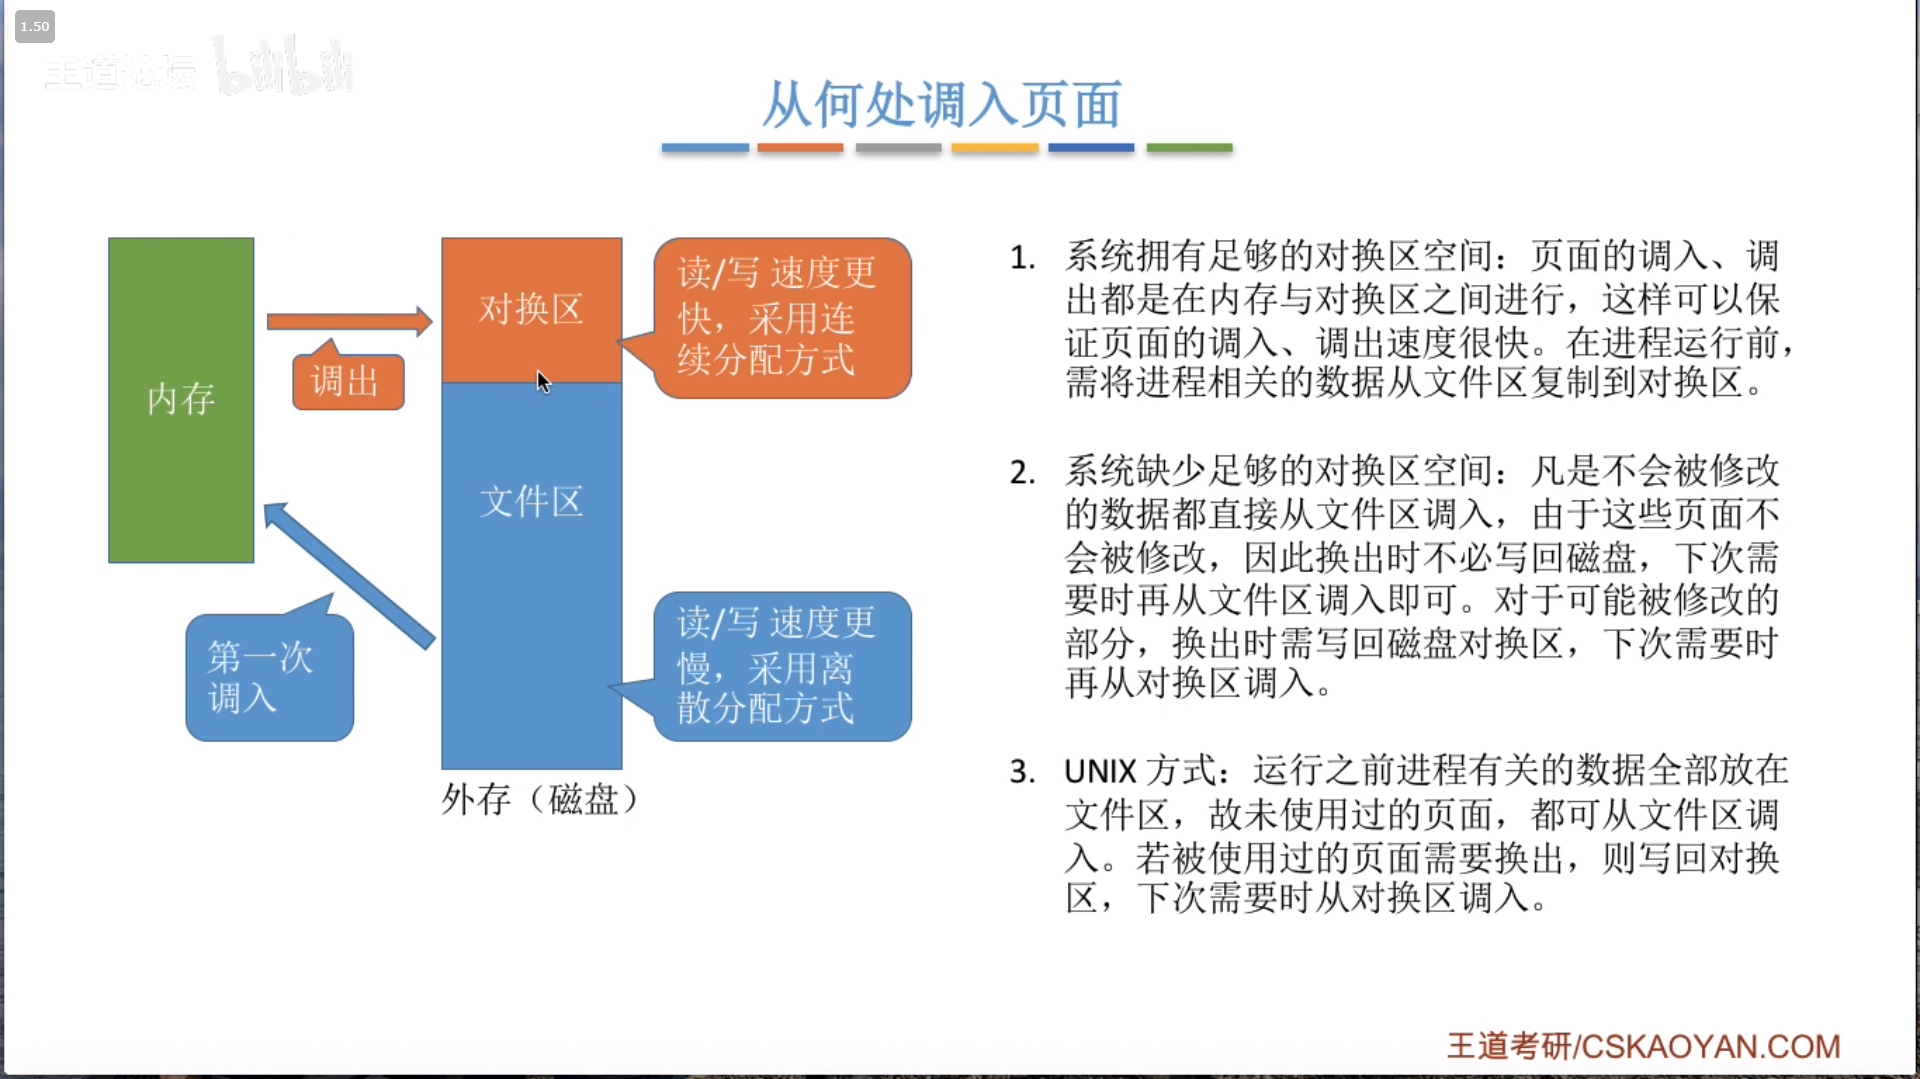 1.50
王道论坛 bilibili
从何处调入页面
内存
调出
第一次
调入
对换区
文件区
外存（磁盘）
读/写 速度更
快，采用连
续分配方式
读/写 速度更
慢，采用离
散分配方式
1. 系统拥有足够的对换区空间：页面的调入、调
出都是在内存与对换区之间进行，这样可以保
证页面的调入、调出速度很快。在进程运行前，
需将进程相关的数据从文件区复制到对换区。
2. 系统缺少足够的对换区空间：凡是不会被修改
的数据都直接从文件区调入，由于这些页面不
会被修改，因此换出时不必写回磁盘，下次需
要时再从文件区调入即可。对于可能被修改的
部分，换出时需写回磁盘对换区，下次需要时
再从对换区调入。
3. UNIX 方式：运行之前进程有关的数据全部放在
文件区，故未使用过的页面，都可从文件区调
入。若被使用过的页面需要换出，则写回对换
区，下次需要时从对换区调入。
王道考研/CSKAOYAN.COM